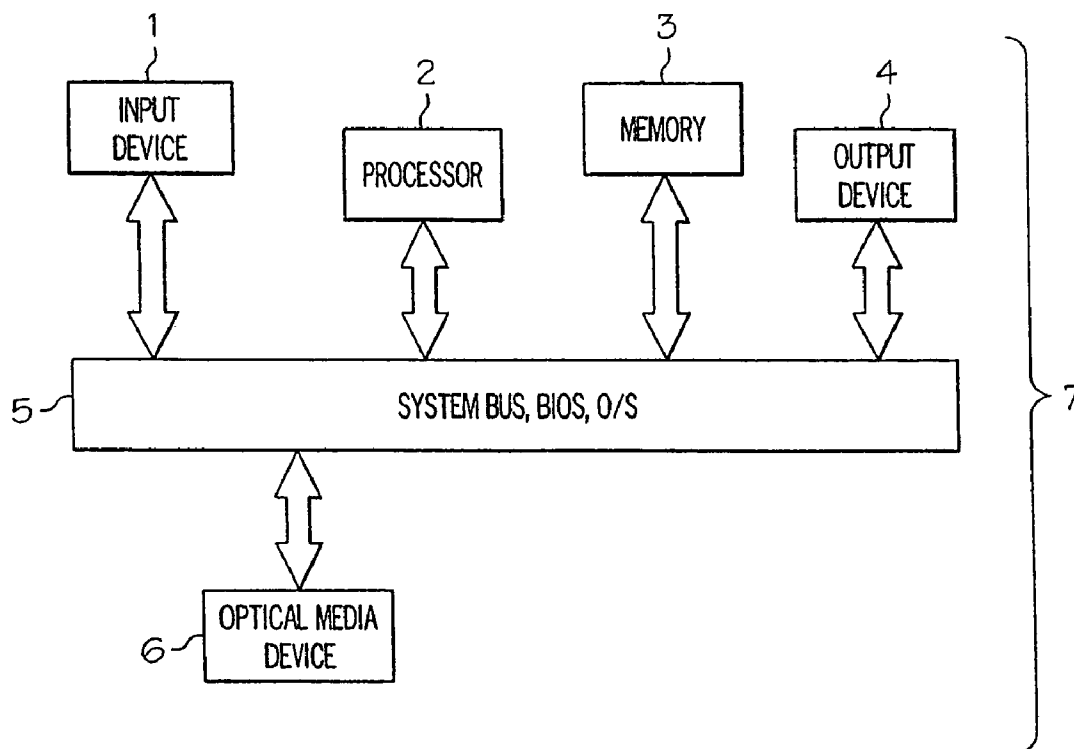 1
INPUT
DEVICE
2
PROCESSOR
3
MEMORY
4
OUTPUT
DEVICE
5
SYSTEM BUS, BIOS, O/S
7
6
OPTICAL MEDIA
DEVICE